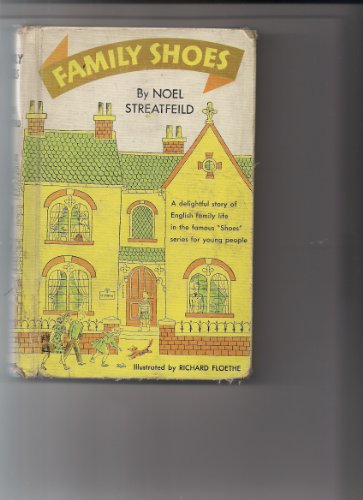 FAMILY SHOES
By NOEL
STREATFEILD
A delightful story of
English family life
in the famous "Shoes"
series for young people
Illustrated by RICHARD FLOETHE